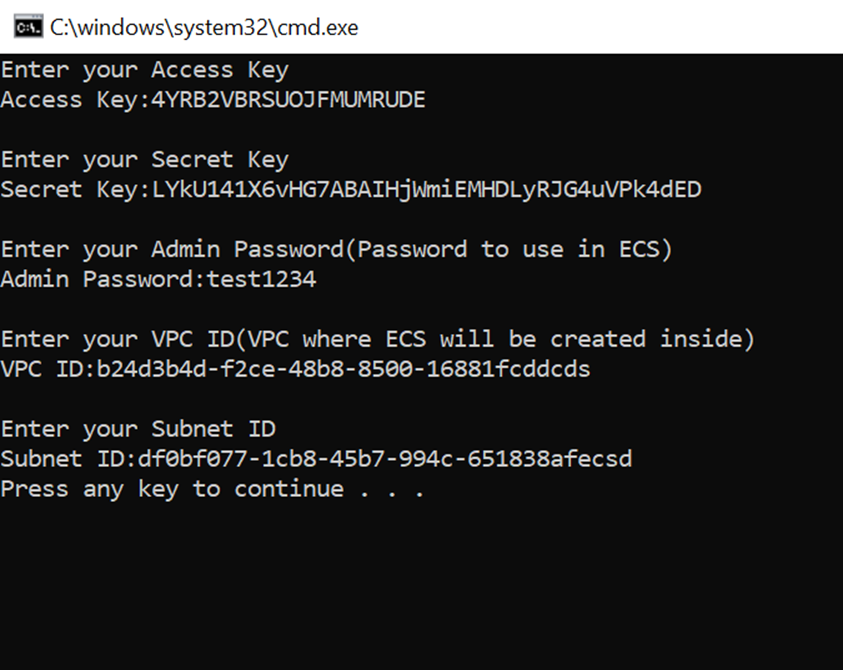 C:\windows\system32\cmd.exe
Enter your Access Key
Access Key:4YRB2VBRSUOJFMUMRUDE
Enter your Secret Key
Secret Key:LYkU141X6vHG7ABAIHjWmiEMHDLyRJG4uVPk4dED
Enter your Admin Password(Password to use in ECS)
Admin Password:test1234
Enter your VPC ID(VPC where ECS will be created inside)
VPC ID:b24d3b4d-f2ce-48b8-8500-16881fcddcds
Enter your Subnet ID
Subnet ID:df0bf077-1cb8-45b7-994c-651838afecsd
Press any key to continue . . .